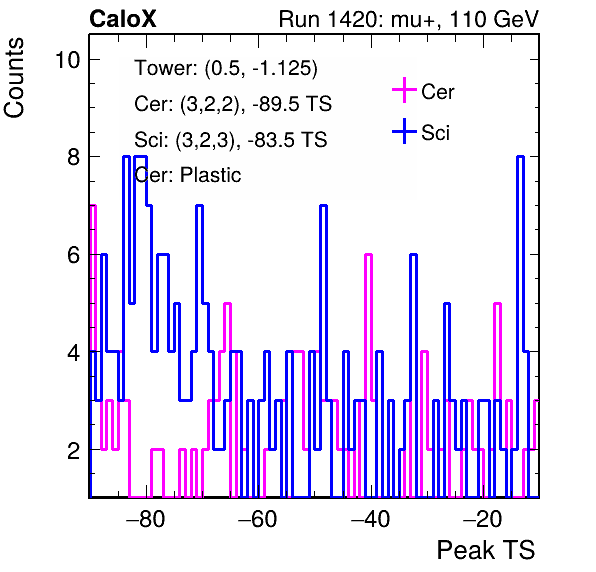 CaloX Run 1420: mu+, 110 GeV
Counts
Tower: (0.5, -1.125)
Cer: (3,2,2), -89.5 TS
Sci: (3,2,3), -83.5 TS
Cer: Plastic
Cer
Sci
10
8
6
4
2
−80 −60 −40 −20
Peak TS